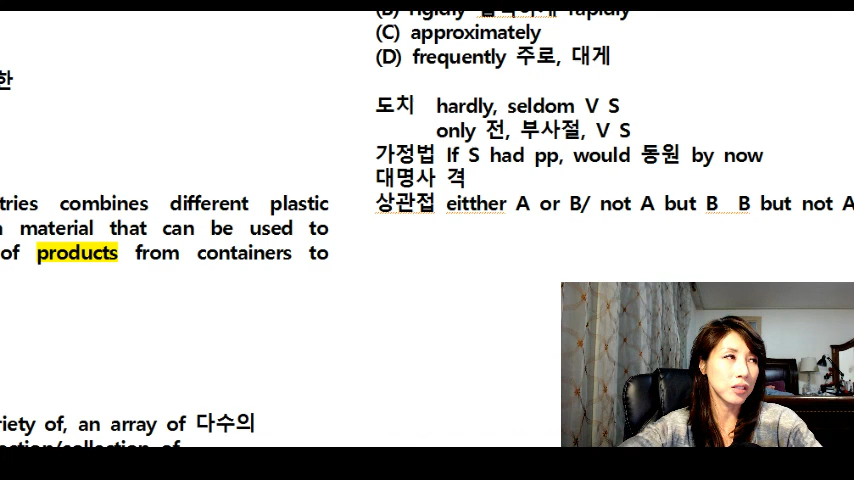 (C) approximately
(D) frequently 주로, 대게
한
도치 hardly, seldom V S
only 전, 부사절, V S
가정법 If S had pp, would 동원 by now
대명사 격
상관접 eitther A or B/ not A but B B but not A
tries combines different plastic
material that can be used to
of products from containers to
riety of, an array of 다수의